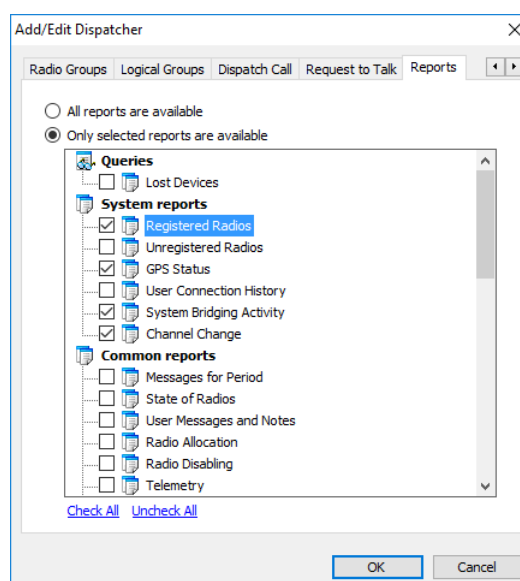 Add/Edit Dispatcher
Radio Groups Logical Groups Dispatch Call Request to Talk Reports
All reports are available
Only selected reports are available
Queries
Lost Devices
System reports
Registered Radios
Unregistered Radios
GPS Status
User Connection History
System Bridging Activity
Channel Change
Common reports
Messages for Period
State of Radios
User Messages and Notes
Radio Allocation
Radio Disabling
Telemetry
Check All Uncheck All
OK Cancel